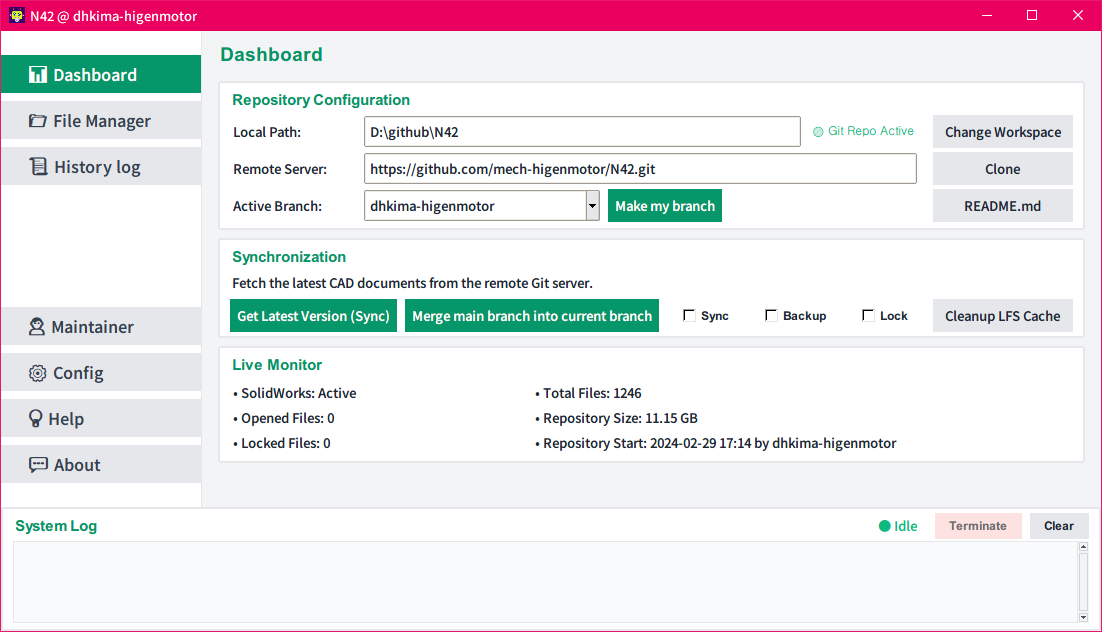 N42 @ dhkima-higenmotor
Dashboard
File Manager
History log
Maintainer
Config
Help
About
Dashboard
Repository Configuration
Local Path: D:\github\N42 Git Repo Active Change Workspace
Remote Server: https://github.com/mech-higenmotor/N42.git Clone
Active Branch: dhkima-higenmotor Make my branch README.md
Synchronization
Fetch the latest CAD documents from the remote Git server.
Get Latest Version (Sync) Merge main branch into current branch Sync Backup Lock Cleanup LFS Cache
Live Monitor
• SolidWorks: Active • Total Files: 1246
• Opened Files: 0 • Repository Size: 11.15 GB
• Locked Files: 0 • Repository Start: 2024-02-29 17:14 by dhkima-higenmotor
System Log Idle Terminate Clear